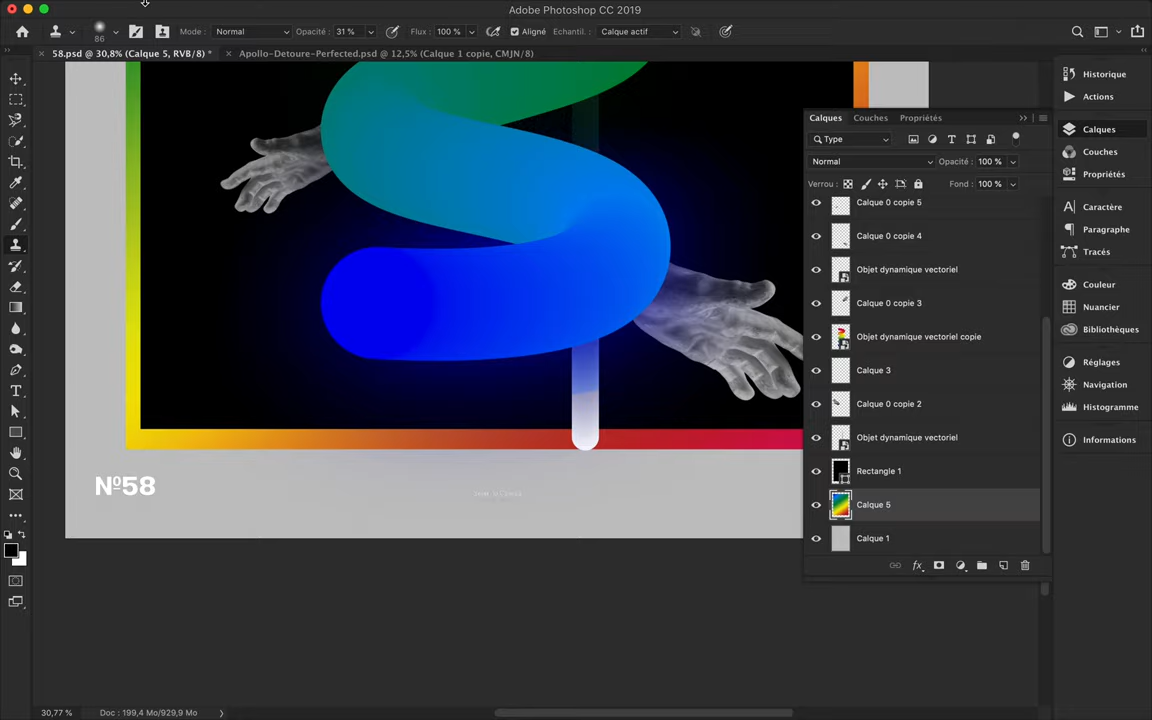 Adobe Photoshop CC 2019
86 Mode : Normal Opacité : 31 % Flux : 100 % Aligné Echantil. : Calque actif
58.psd @ 30,8% (Calque 5, RVB/8) * Apollo-Detoure-Perfected.psd @ 12,5% (Calque 1 copie, CMJN/8)
Historique
Actions
Calques
Couches
Propriétés
Caractère
Paragraphe
Tracés
Couleur
Nuancier
Bibliothèques
Réglages
Navigation
Histogramme
Informations
Calques Couches Propriétés
Type
Normal Opacité : 100 %
Verrou : Fond : 100 %
Calque 0 copie 5
Calque 0 copie 4
Objet dynamique vectoriel
Calque 0 copie 3
Objet dynamique vectoriel copie
Calque 3
Calque 0 copie 2
Objet dynamique vectoriel
Rectangle 1
Calque 5
Calque 1
fx
Nº58
30,77 % Doc : 199,4 Mo/929,9 Mo